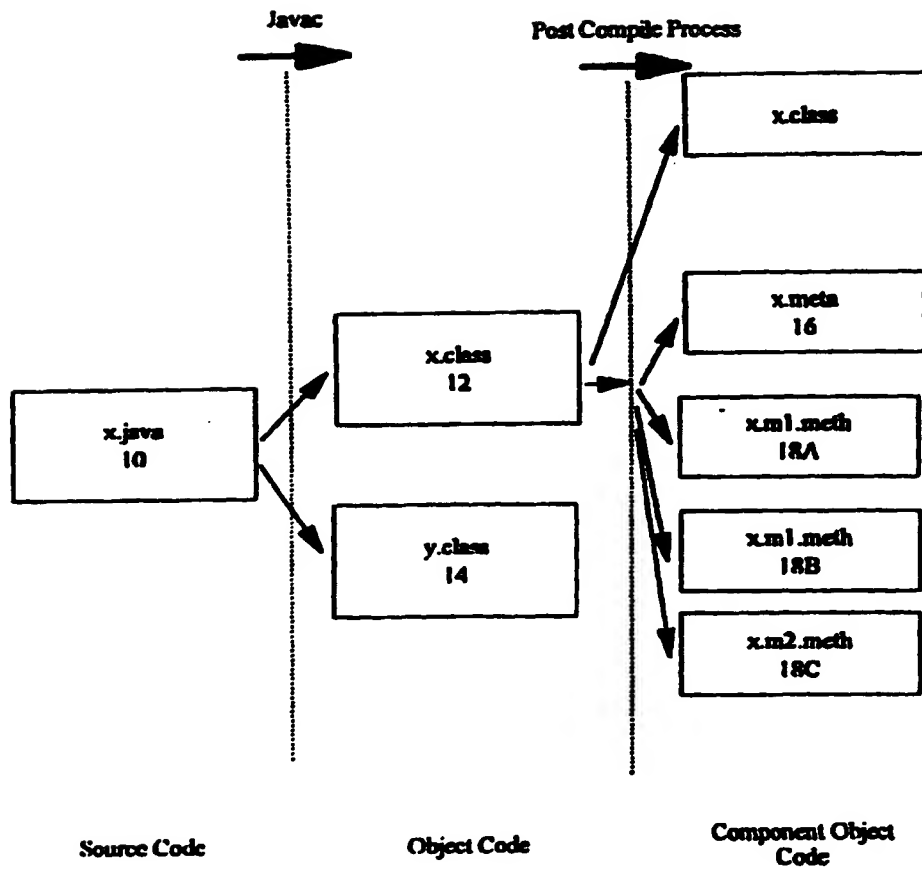 Javac
Post Compile Process
x.class
x.meta
16
x.class
12
x.java
10
x.m1.meth
18A
y.class
14
x.m1.meth
18B
x.m2.meth
18C
Source Code
Object Code
Component Object
Code